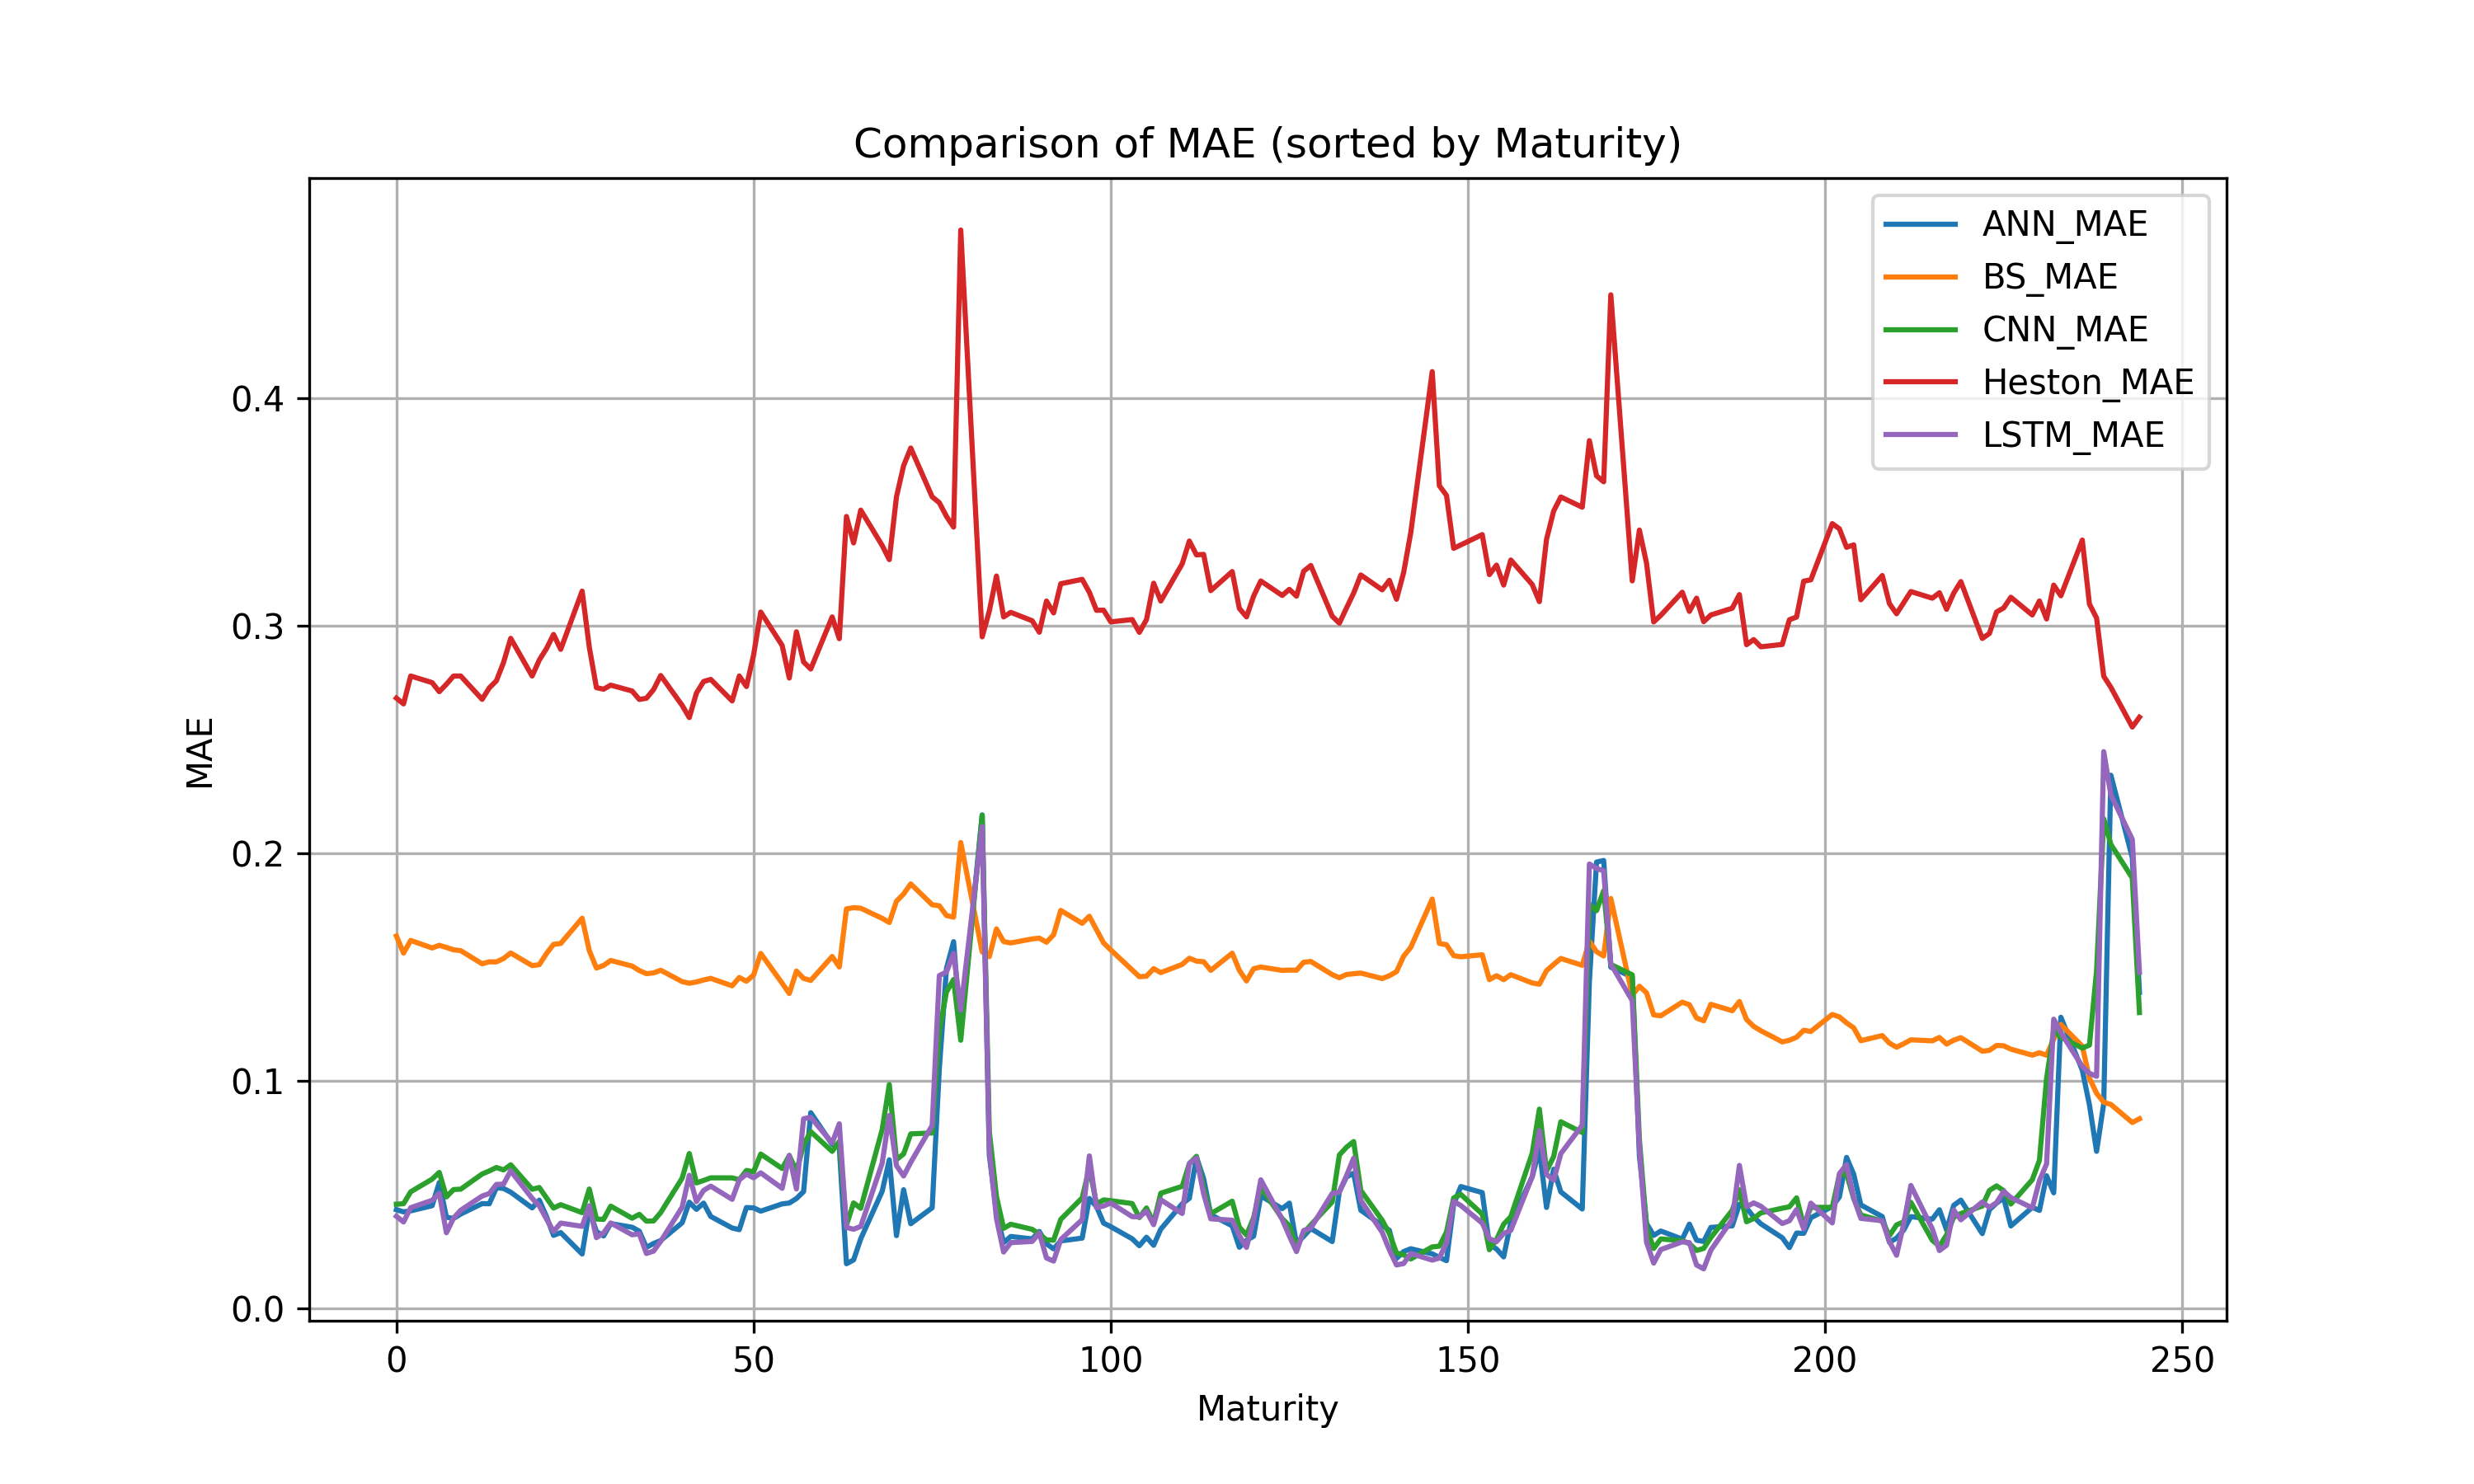 Comparison of MAE (sorted by Maturity)
ANN_MAE
BS_MAE
CNN_MAE
Heston_MAE
LSTM_MAE
MAE
0.4
0.3
0.2
0.1
0.0
0 50 100 150 200 250
Maturity